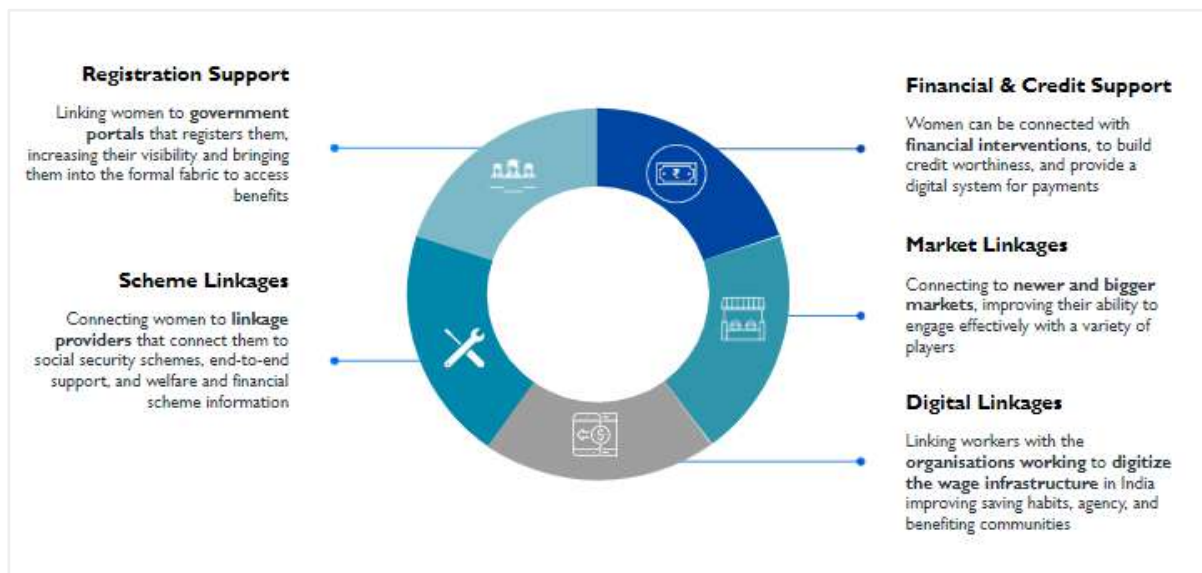 Registration Support
Linking women to government
portals that registers them,
increasing their visibility and bringing
them into the formal fabric to access
benefits
Scheme Linkages
Connecting women to linkage
providers that connect them to
social security schemes, end-to-end
support, and welfare and financial
scheme information
Financial & Credit Support
Women can be connected with
financial interventions, to build
credit worthiness, and provide a
digital system for payments
Market Linkages
Connecting to newer and bigger
markets, improving their ability to
engage effectively with a variety of
players
Digital Linkages
Linking workers with the
organisations working to digitize
the wage infrastructure in India
improving saving habits, agency, and
benefiting communities
₹
$